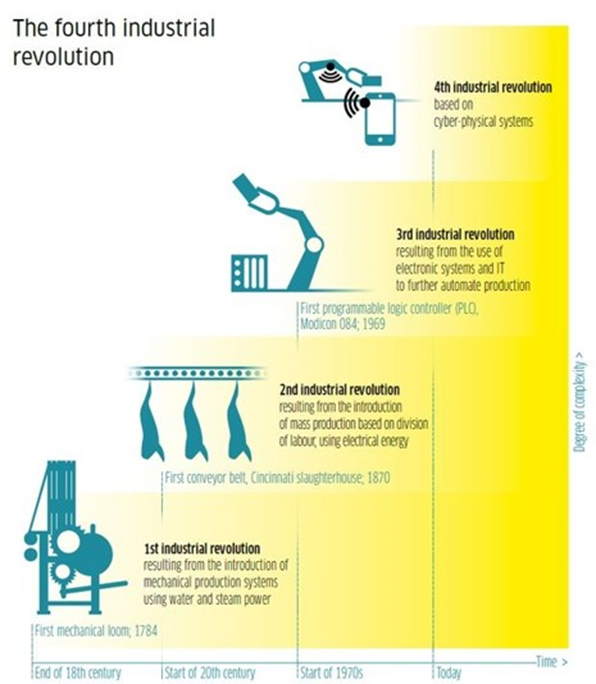 The fourth industrial
revolution
4th industrial revolution
based on
cyber-physical systems
3rd industrial revolution
resulting from the use of
electronic systems and IT
to further automate production
First programmable logic controller (PLC),
Modicon 084; 1969
2nd industrial revolution
resulting from the introduction
of mass production based on division
of labour, using electrical energy
First conveyor belt, Cincinnati slaughterhouse; 1870
1st industrial revolution
resulting from the introduction of
mechanical production systems
using water and steam power
First mechanical loom; 1784
Degree of complexity >
Time >
End of 18th century
Start of 20th century
Start of 1970s
Today